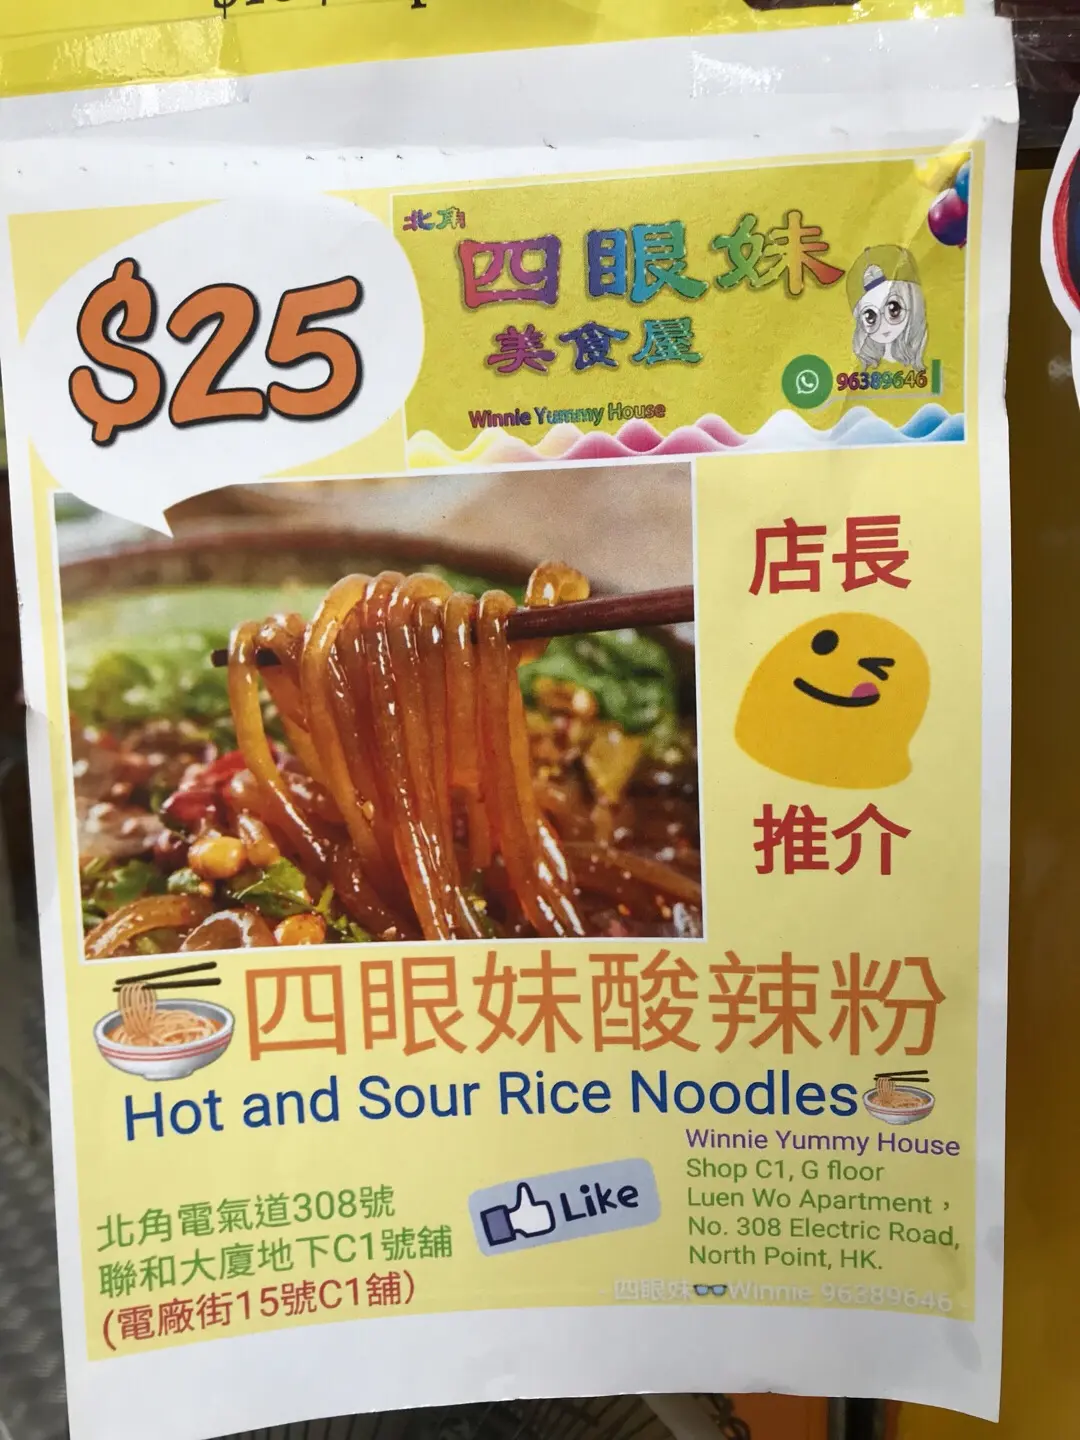 $25
北角
四眼妹
美食屋
96389646
Winnie Yummy House
店長
推介
四眼妹酸辣粉
Hot and Sour Rice Noodles
Winnie Yummy House
Shop C1, G floor
Luen Wo Apartment，
No. 308 Electric Road,
North Point, HK.
Like
北角電氣道308號
聯和大廈地下C1號舖
(電廠街15號C1舖)
四眼妹👓Winnie 96389646